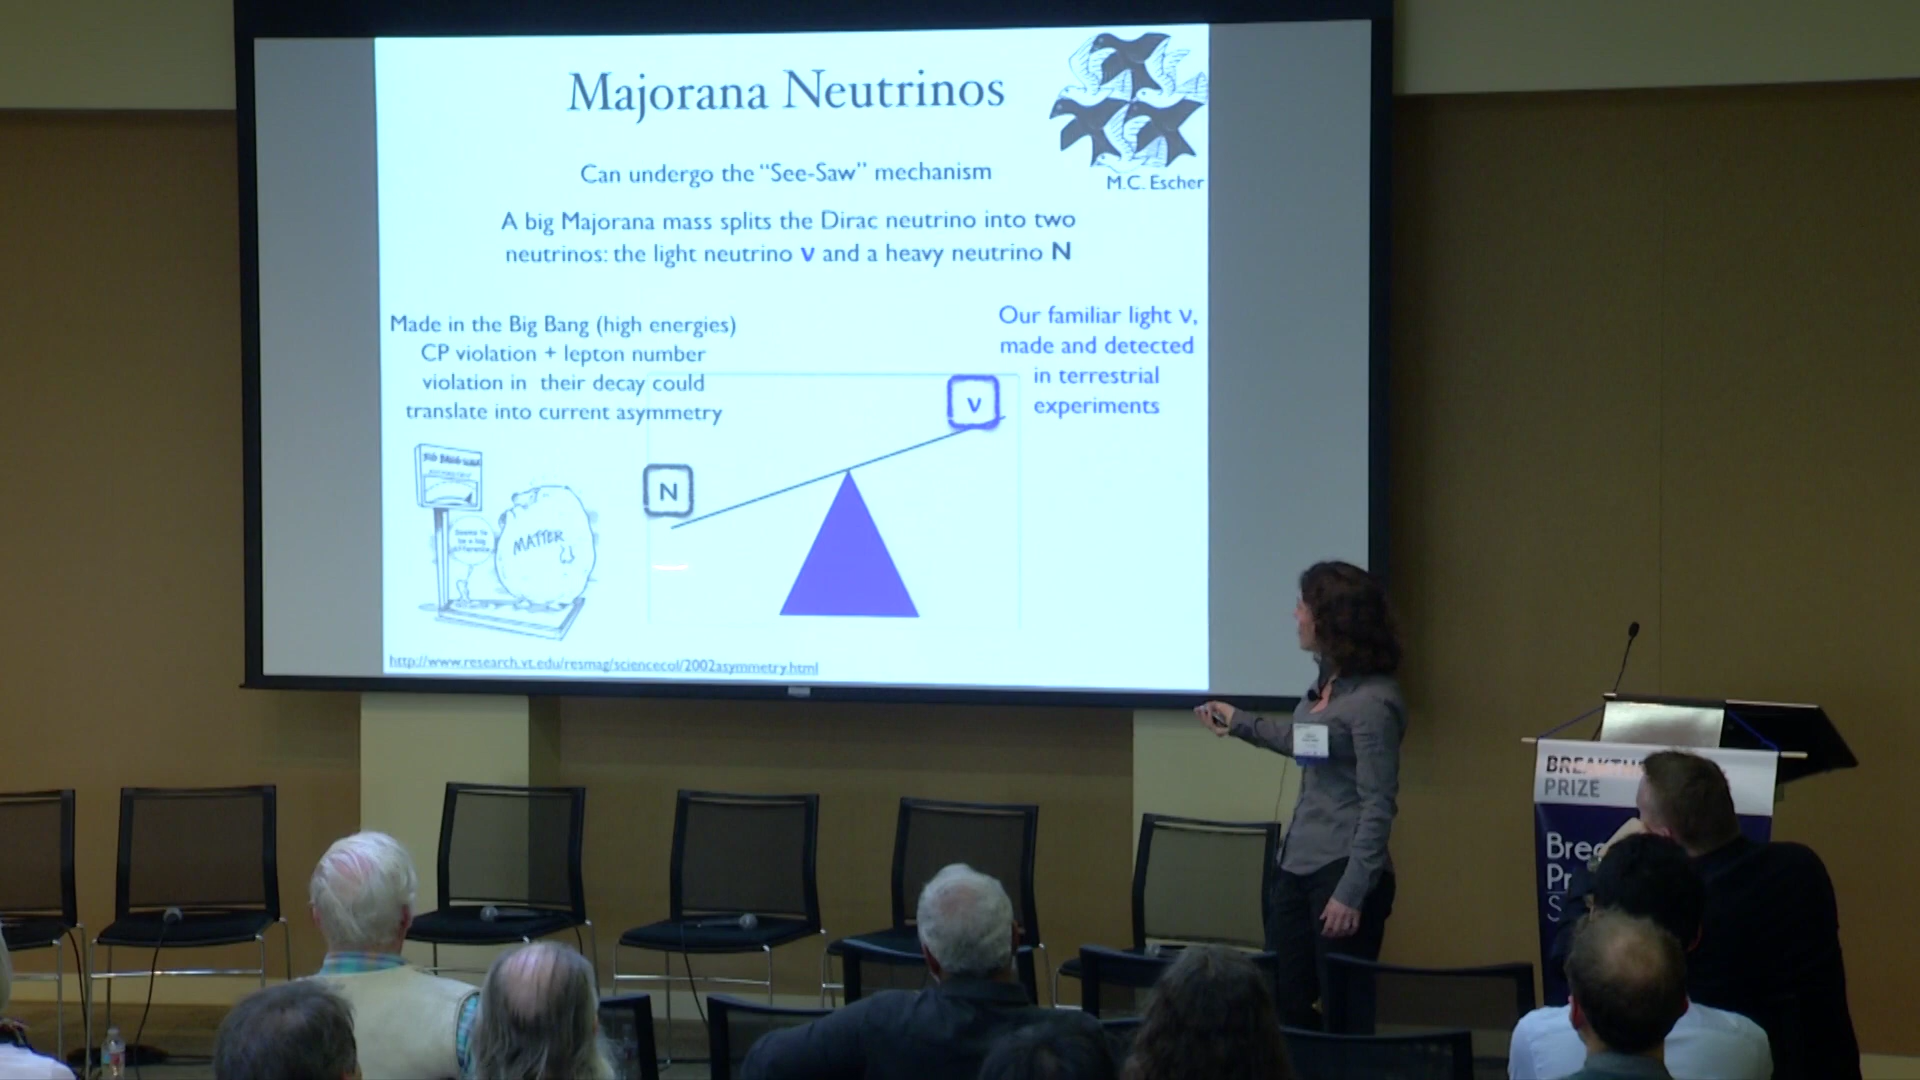 Majorana Neutrinos
M.C. Escher
Can undergo the “See-Saw” mechanism
A big Majorana mass splits the Dirac neutrino into two
neutrinos: the light neutrino ν and a heavy neutrino N
Made in the Big Bang (high energies)
CP violation + lepton number
violation in their decay could
translate into current asymmetry
Our familiar light ν,
made and detected
in terrestrial
experiments
ν
N
MATTER
http://www.research.vt.edu/resmag/sciencecol/2002asymmetry.html
PRIZE